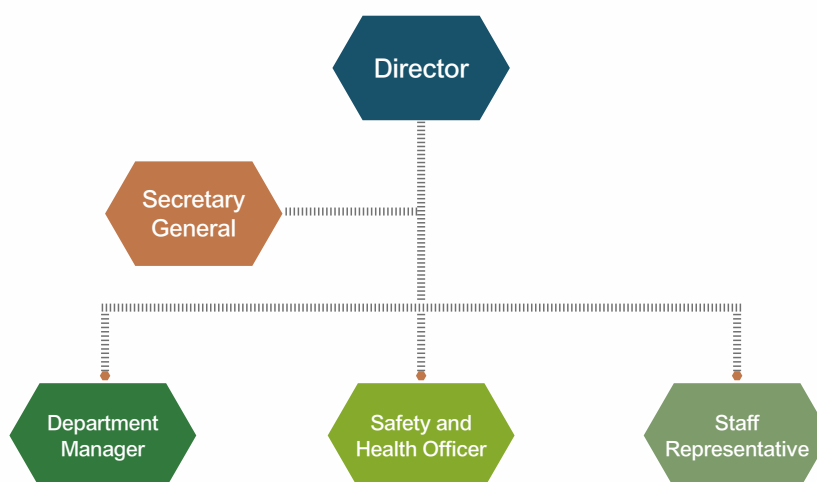 Director
Secretary
General
Department
Manager
Safety and
Health Officer
Staff
Representative